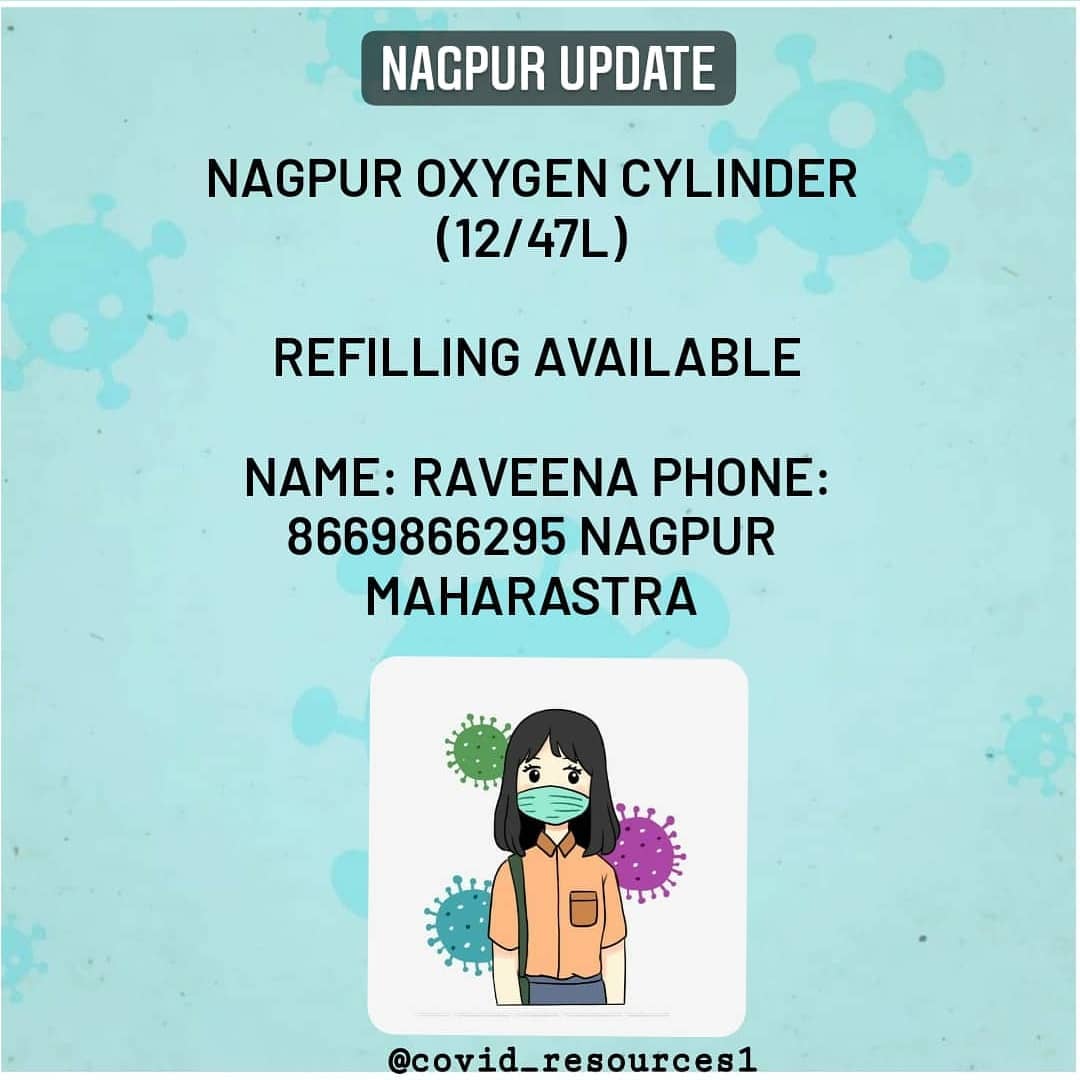 NAGPUR UPDATE
NAGPUR OXYGEN CYLINDER
(12/47L)
REFILLING AVAILABLE
NAME: RAVEENA PHONE:
8669866295 NAGPUR
MAHARASTRA
@covid_resources1